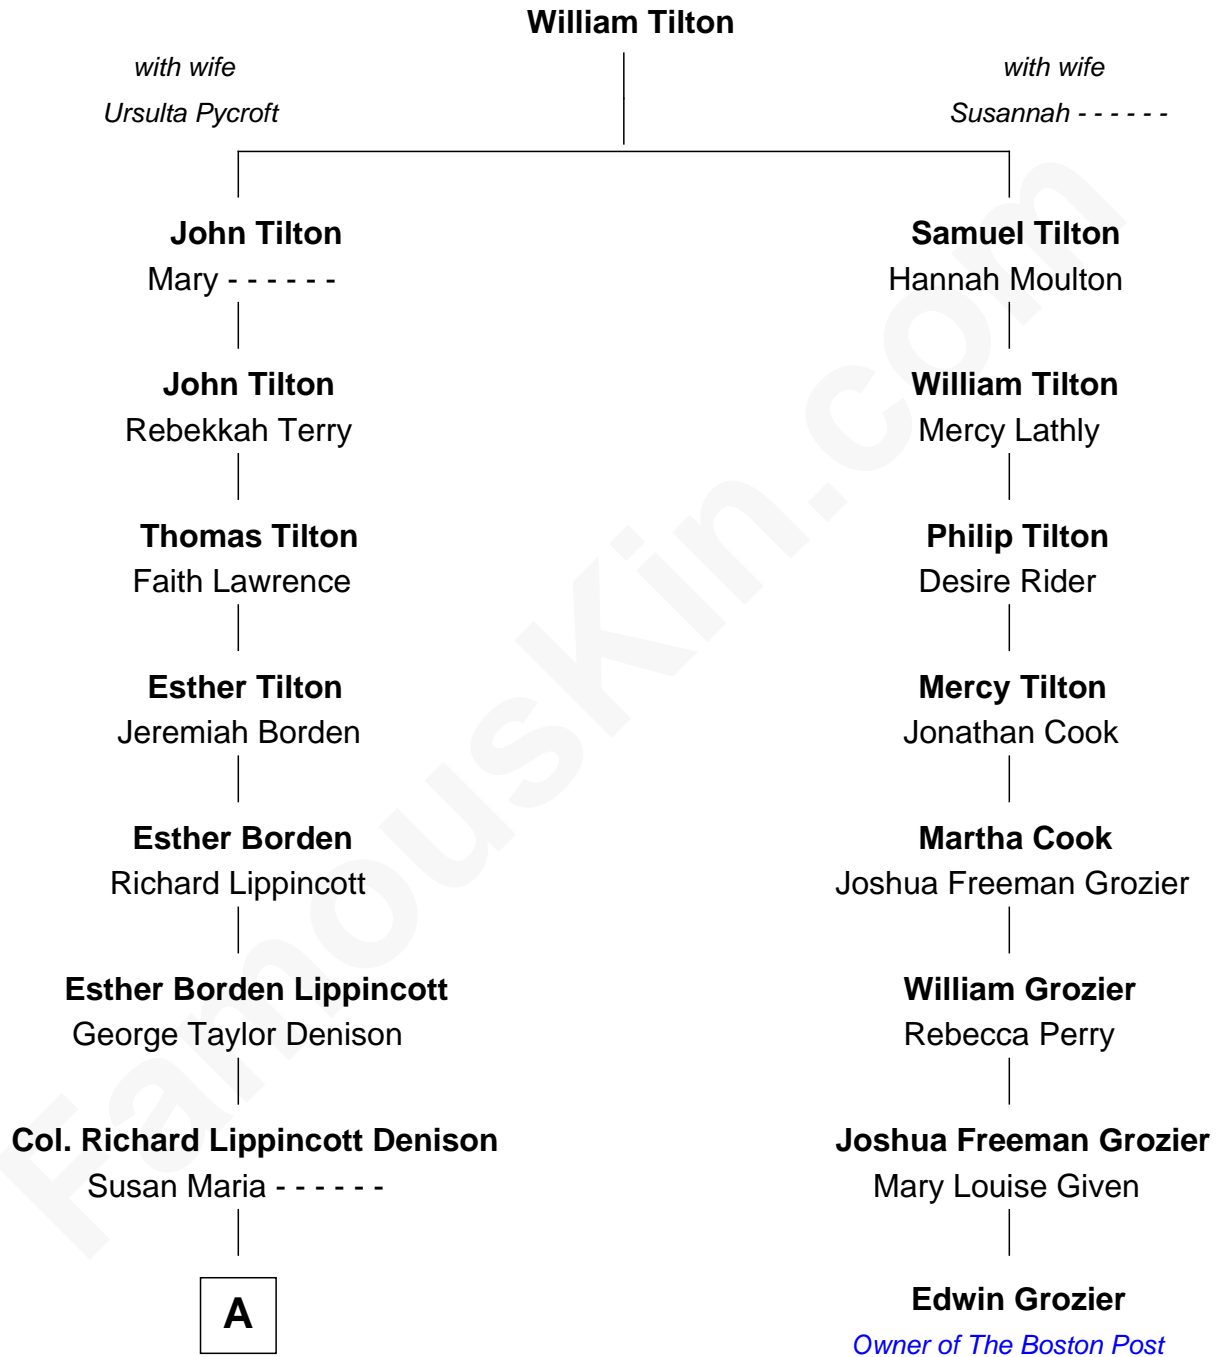 William Tilton
with wife
Ursulta Pycroft
with wife
Susannah - - - - - -
John Tilton
Mary - - - - - -
John Tilton
Rebekkah Terry
Thomas Tilton
Faith Lawrence
Esther Tilton
Jeremiah Borden
Esther Borden
Richard Lippincott
Esther Borden Lippincott
George Taylor Denison
Col. Richard Lippincott Denison
Susan Maria - - - - - -
A
Samuel Tilton
Hannah Moulton
William Tilton
Mercy Lathly
Philip Tilton
Desire Rider
Mercy Tilton
Jonathan Cook
Martha Cook
Joshua Freeman Grozier
William Grozier
Rebecca Perry
Joshua Freeman Grozier
Mary Louise Given
Edwin Grozier
Owner of The Boston Post
FamousKin.com